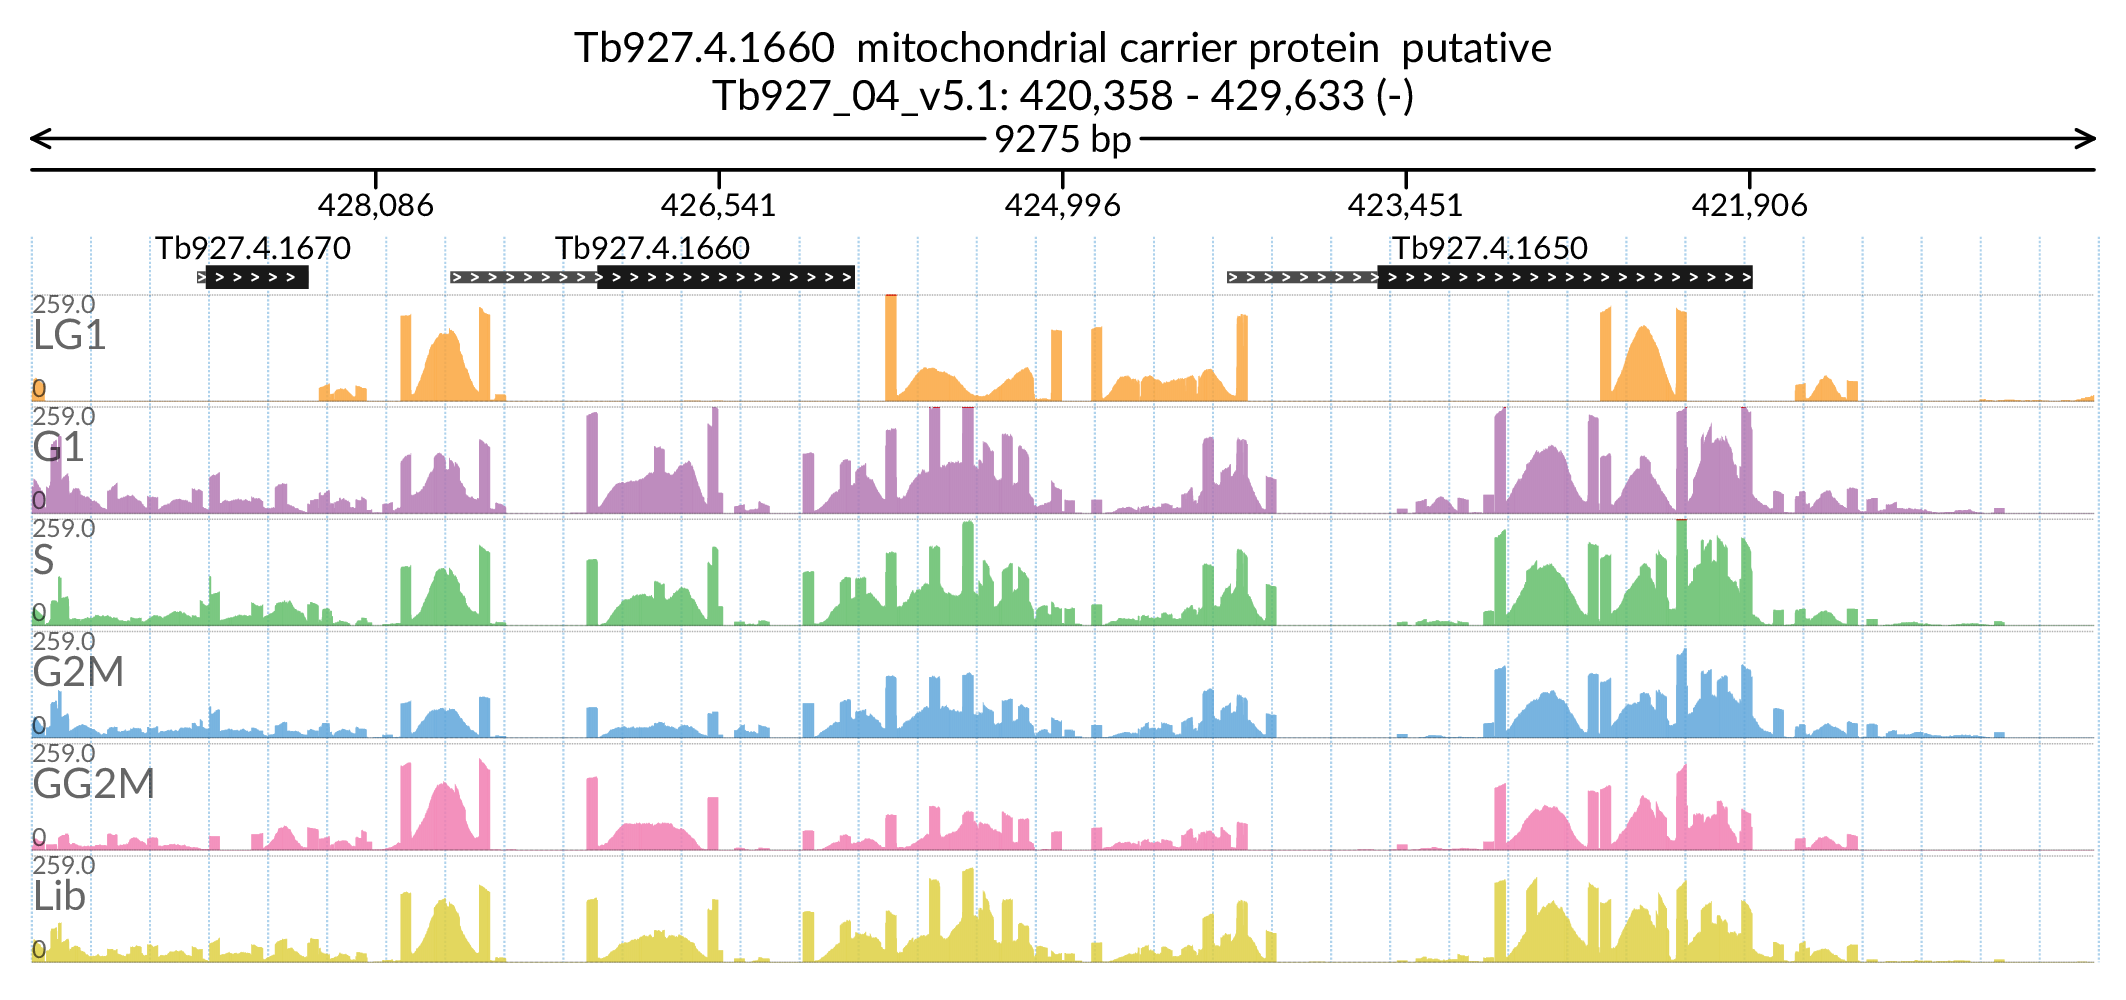 Tb927.4.1660 mitochondrial carrier protein putative
Tb927_04_v5.1: 420,358 - 429,633 (-)
9275 bp
428,086 426,541 424,996 423,451 421,906
Tb927.4.1670 Tb927.4.1660 Tb927.4.1650
259.0
LG1
0
259.0
G1
0
259.0
S
0
259.0
G2M
0
259.0
GG2M
0
259.0
Lib
0